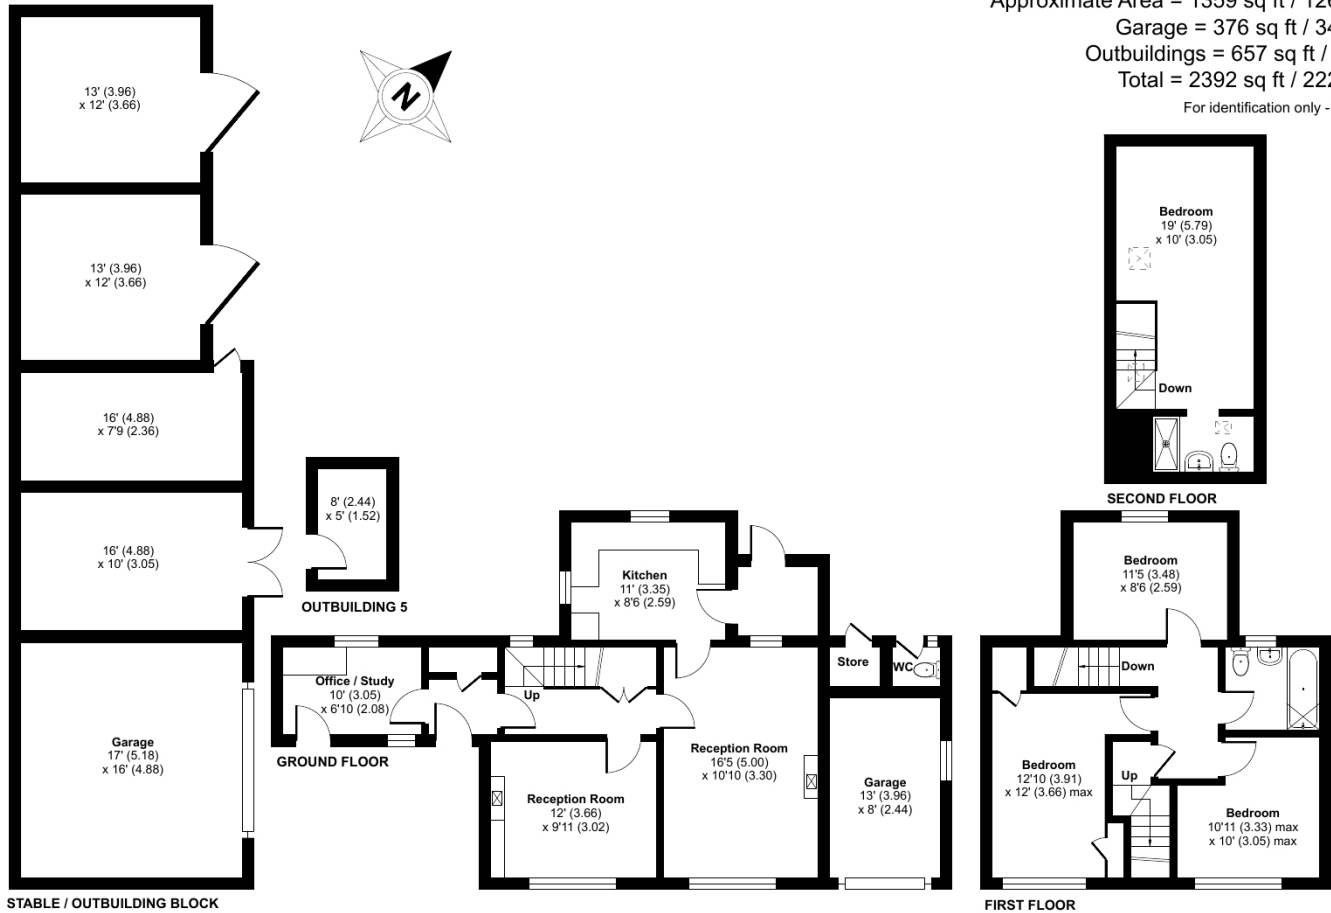 Approximate Area = 1359 sq ft / 126
Garage = 376 sq ft / 34
Outbuildings = 657 sq ft /
Total = 2392 sq ft / 222
For identification only -
13' (3.96)
x 12' (3.66)
N
13' (3.96)
x 12' (3.66)
16' (4.88)
x 7'9 (2.36)
16' (4.88)
x 10' (3.05)
Garage
17' (5.18)
x 16' (4.88)
STABLE / OUTBUILDING BLOCK
8' (2.44)
x 5' (1.52)
OUTBUILDING 5
Kitchen
11' (3.35)
x 8'6 (2.59)
Office / Study
10' (3.05)
x 6'10 (2.08)
Up
Store
WC
GROUND FLOOR
Reception Room
12' (3.66)
x 9'11 (3.02)
Reception Room
16'5 (5.00)
x 10'10 (3.30)
Garage
13' (3.96)
x 8' (2.44)
Bedroom
19' (5.79)
x 10' (3.05)
Down
SECOND FLOOR
Bedroom
11'5 (3.48)
x 8'6 (2.59)
Down
Bedroom
12'10 (3.91)
x 12' (3.66) max
Up
Bedroom
10'11 (3.33) max
x 10' (3.05) max
FIRST FLOOR